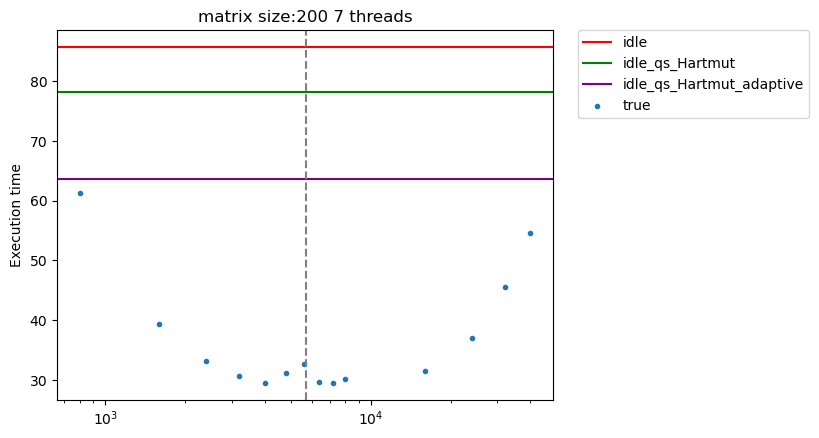 matrix size:200 7 threads
idle
idle_qs_Hartmut
idle_qs_Hartmut_adaptive
true
Execution time
80
70
60
50
40
30
10³
10⁴